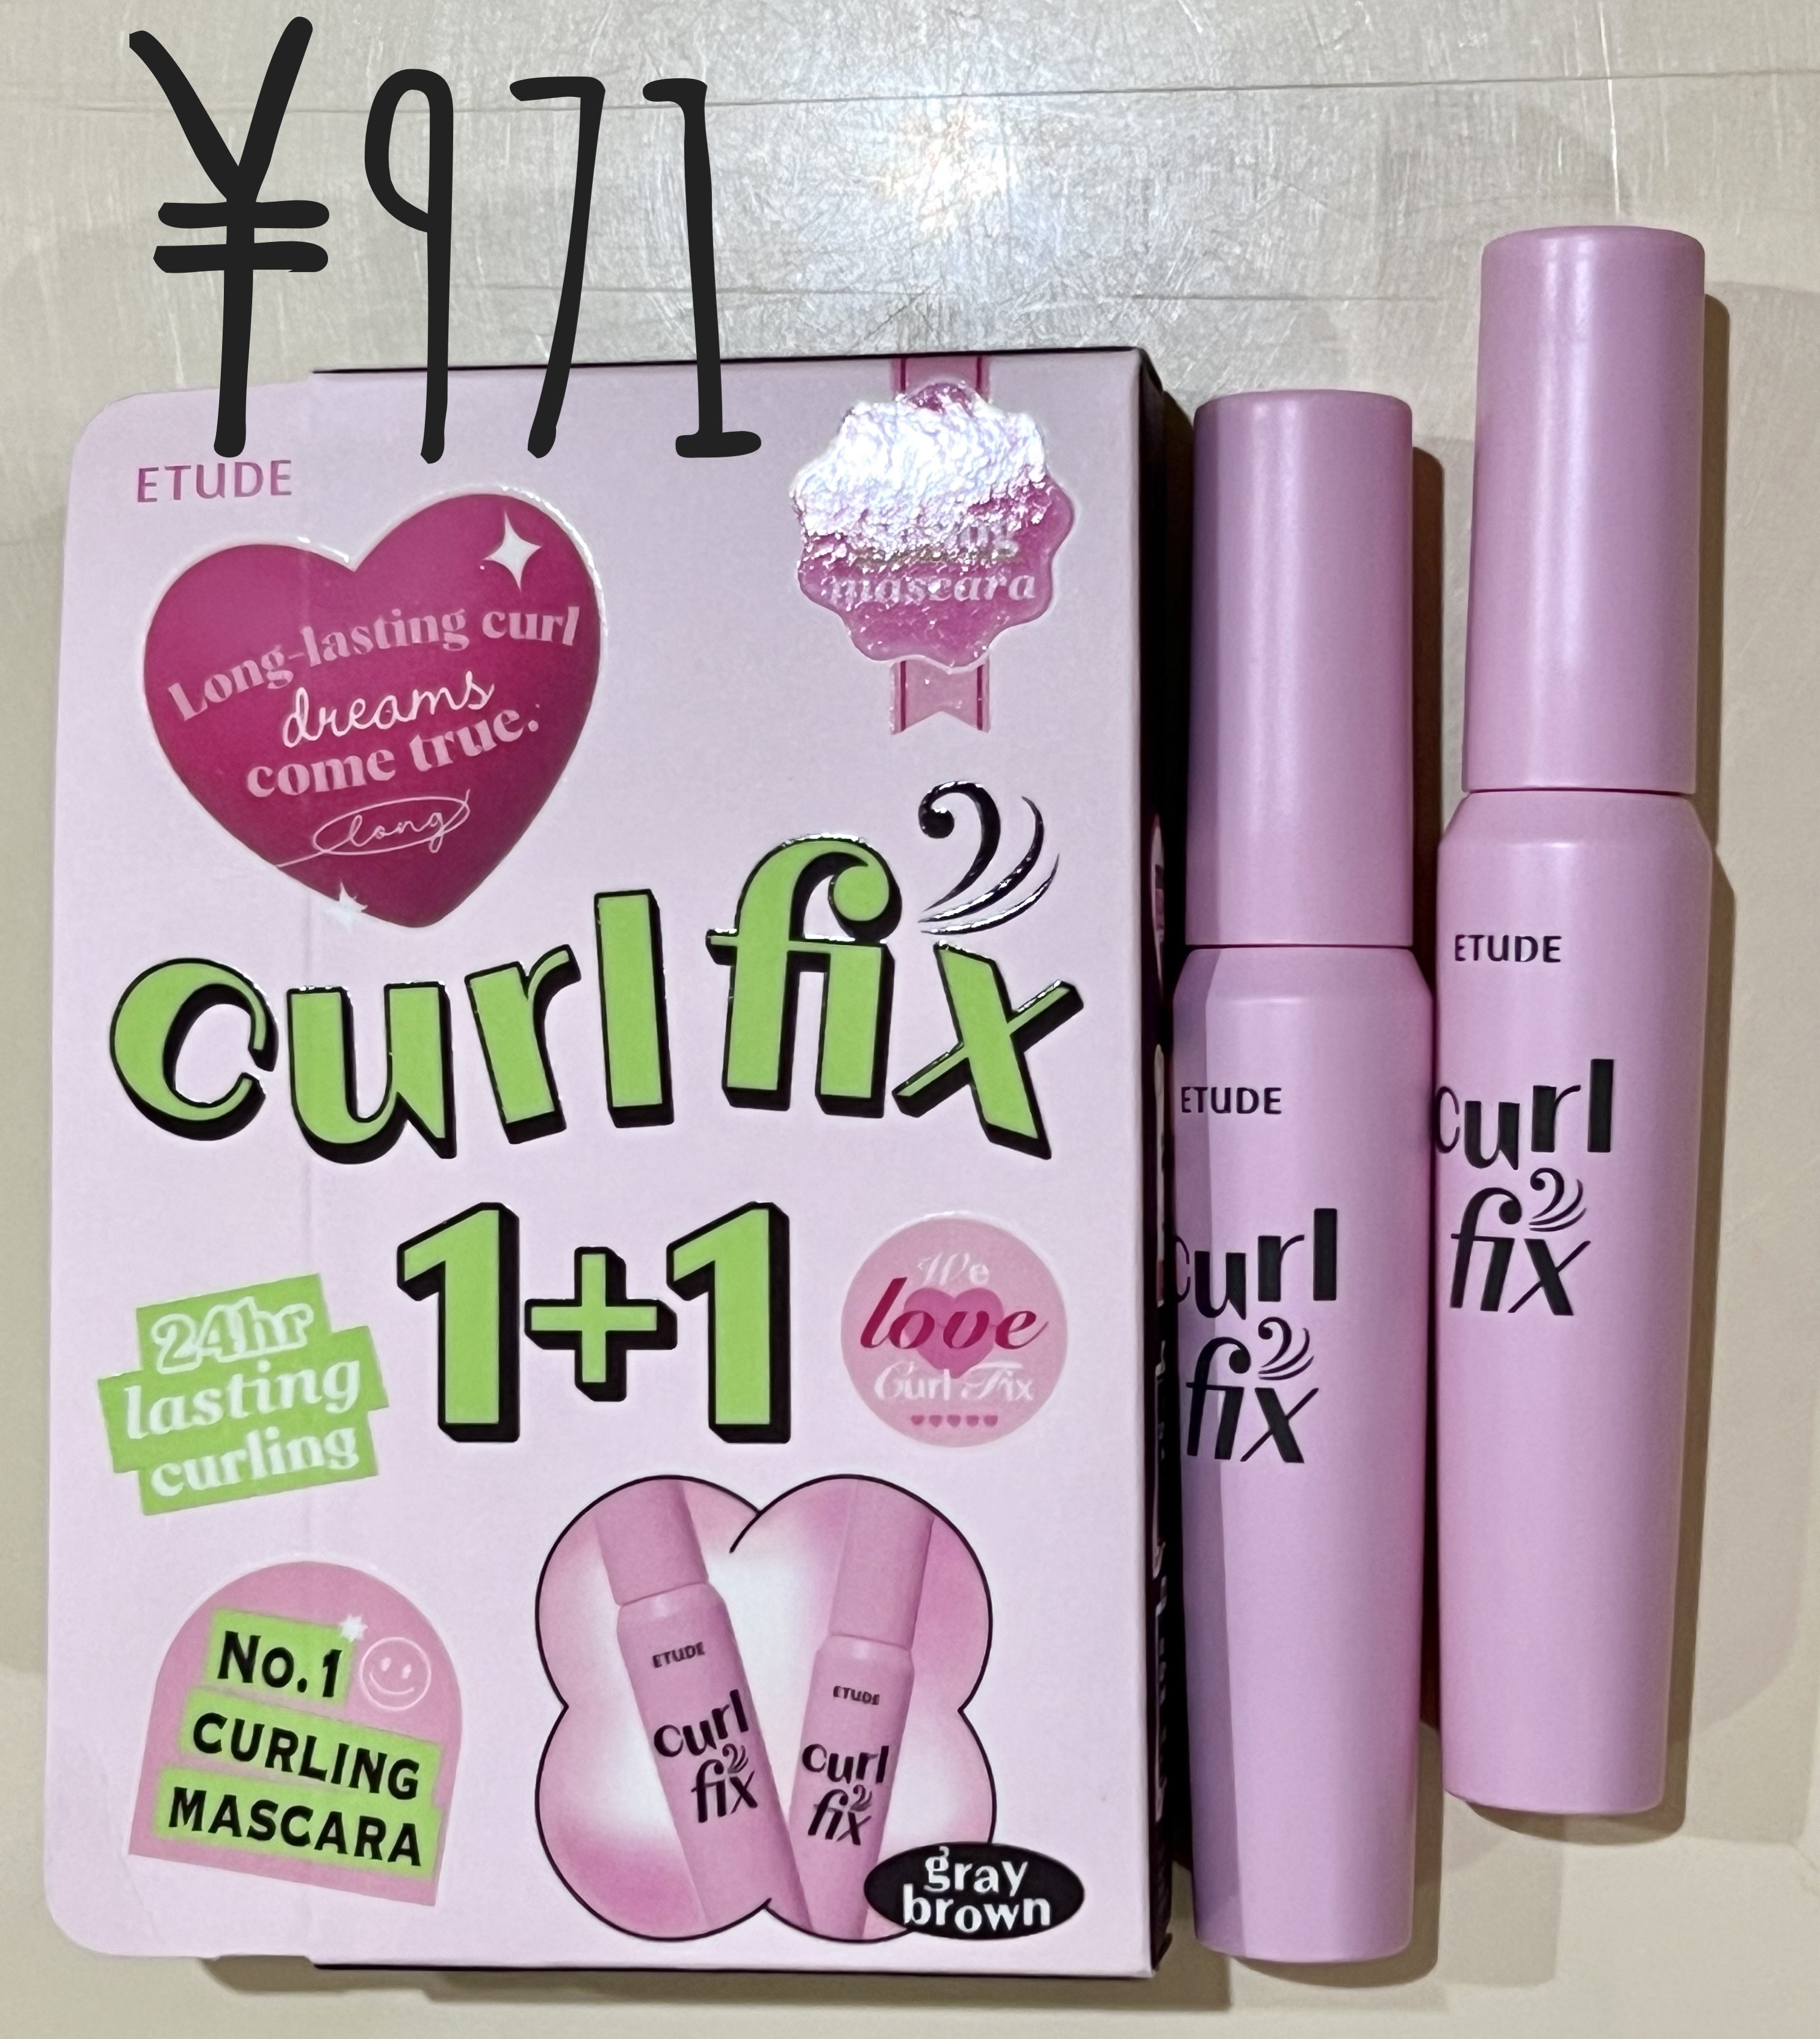 ¥971
ETUDE
Long-lasting curl
dreams
come true.
long
mascara
curl fix
1+1
24hr
lasting
curling
We
love
Curl Fix
No.1
CURLING
MASCARA
ETUDE
curl
fix
ETUDE
curl
fix
gray
brown
ETUDE
curl
fix
ETUDE
curl
fix